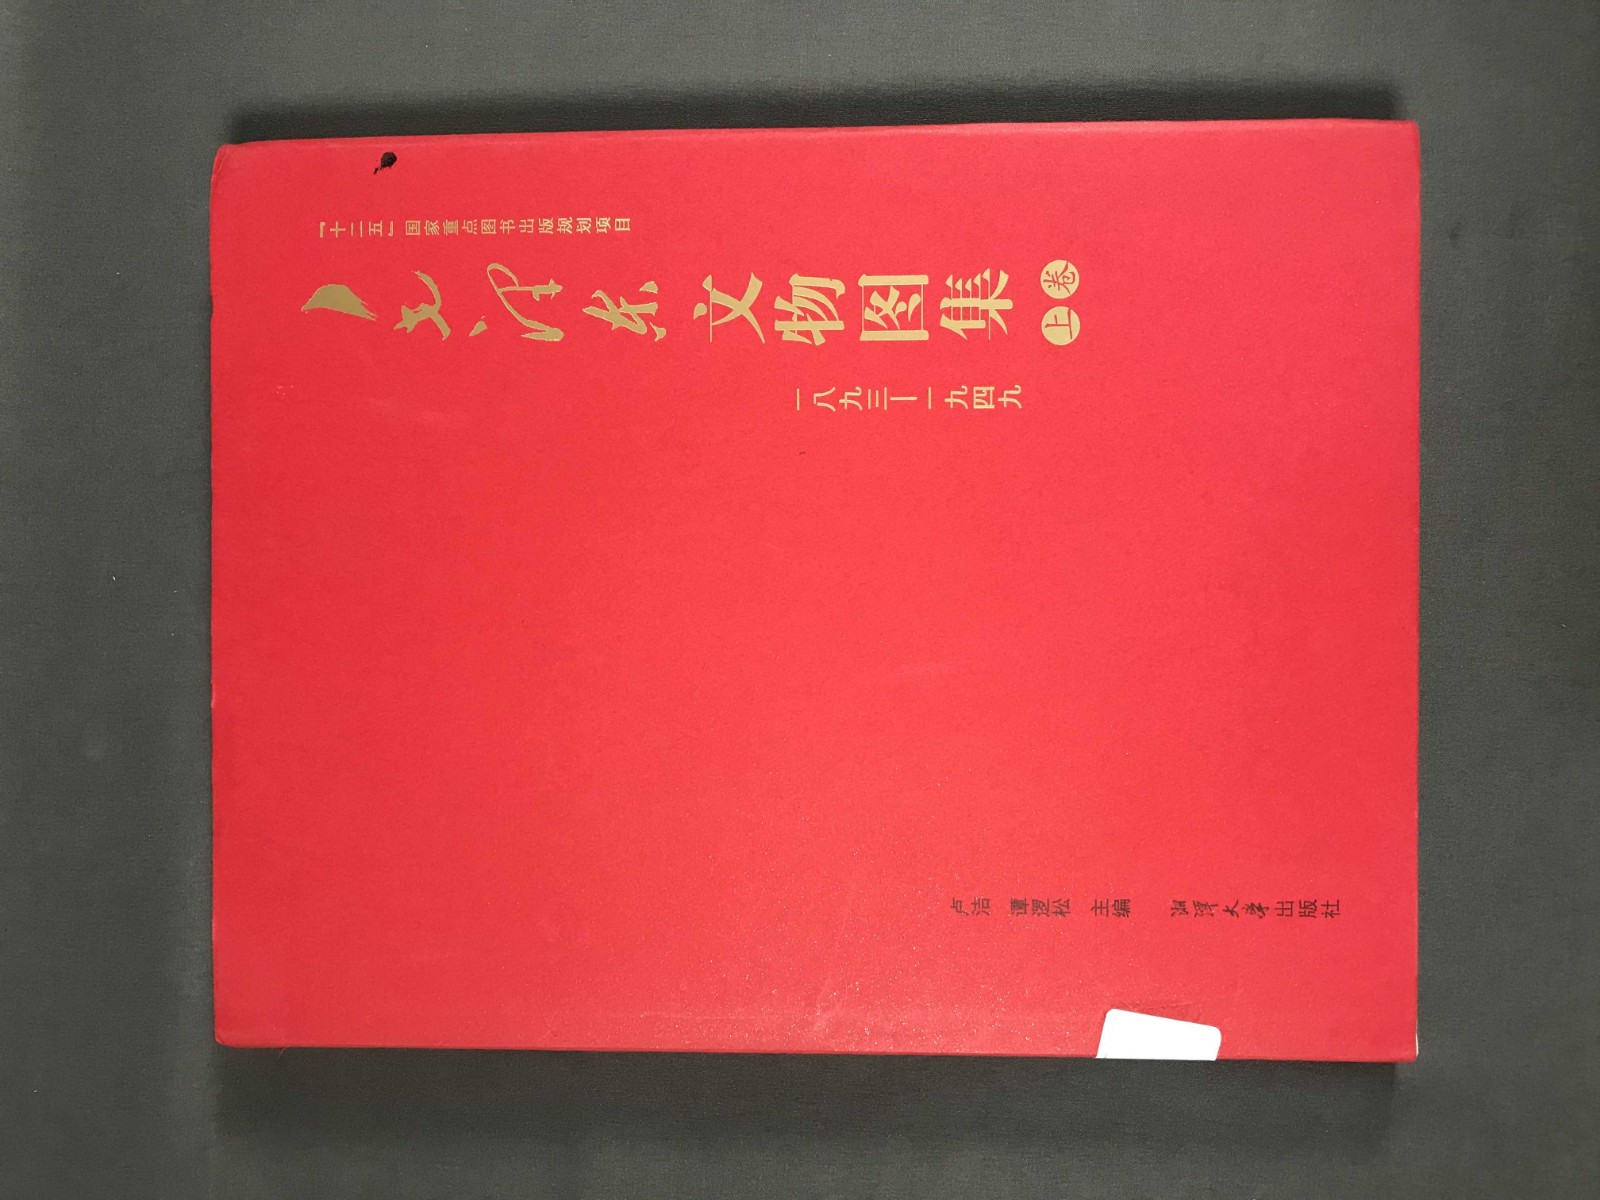 『十二五』国家重点图书出版规划项目
毛泽东文物图集 上卷
一八九三—一九四九
卢洁 谭逻松 主编 湘潭大学出版社